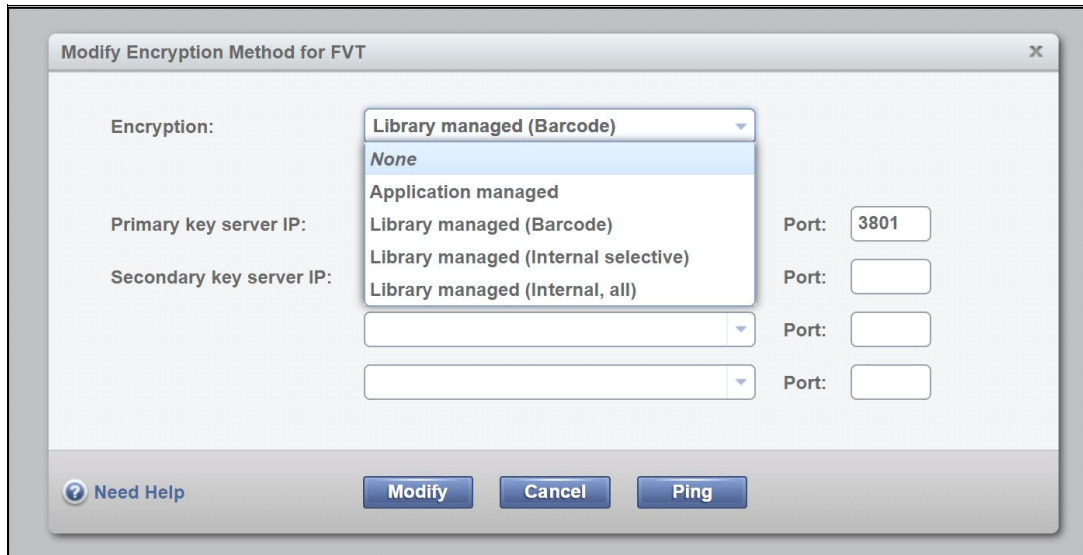 Modify Encryption Method for FVT x
Encryption: Library managed (Barcode)
None
Application managed
Primary key server IP: Library managed (Barcode) Port: 3801
Library managed (Internal selective)
Secondary key server IP: Port:
Library managed (Internal, all)
Port:
Port:
? Need Help Modify Cancel Ping